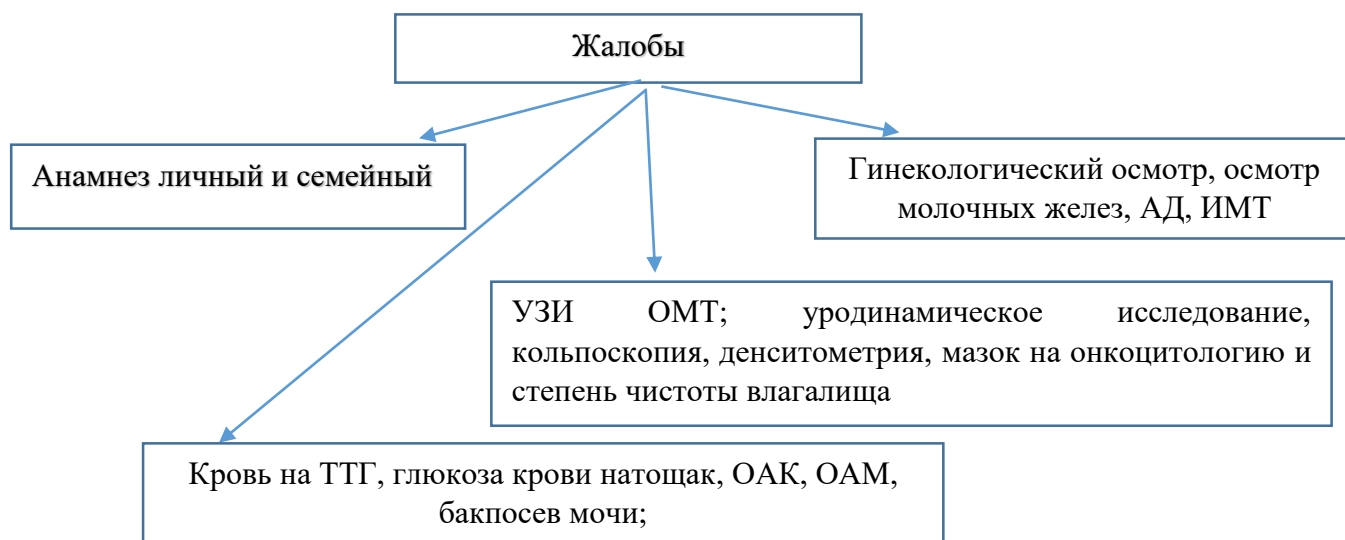 Жалобы
Анамнез личный и семейный
Гинекологический осмотр, осмотр
молочных желез, АД, ИМТ
УЗИ ОМТ; уродинамическое исследование,
кольпоскопия, денситометрия, мазок на онкоцитологию и
степень чистоты влагалища
Кровь на ТТГ, глюкоза крови натощак, ОАК, ОАМ,
бакпосев мочи;